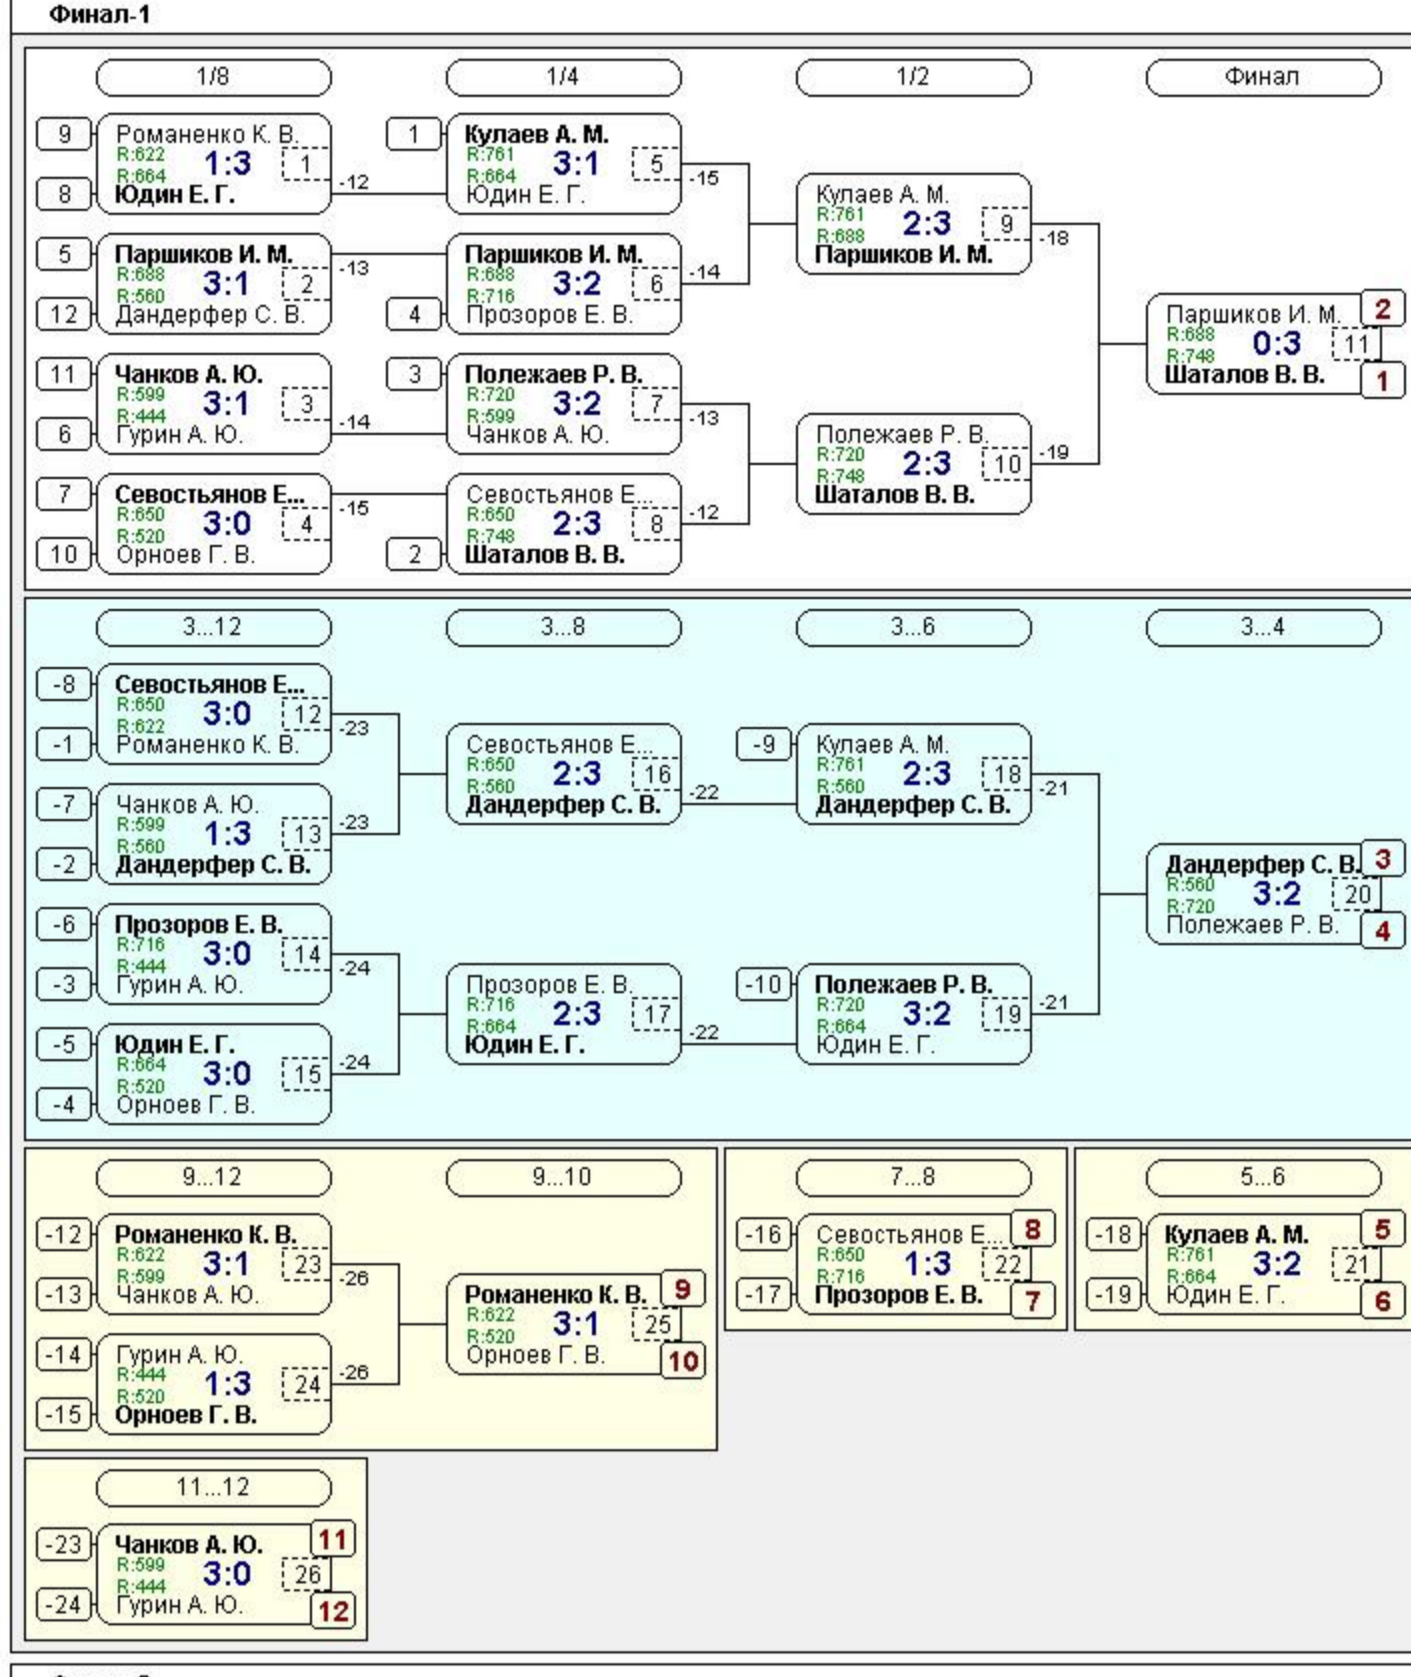 Финал-1
1/8 1/4 1/2 Финал
9 Романенко К. В.
R:622 1:3 1
R:664 -12
8 Юдин Е. Г.
1 Кулаев А. М.
R:761 3:1 5
R:664 -15
Юдин Е. Г.
5 Паршиков И. М.
R:688 3:1 2 -13
R:560
12 Дандерфер С. В.
Паршиков И. М.
R:688 3:2 6 -14
R:716
4 Прозоров Е. В.
11 Чанков А. Ю.
R:599 3:1 3
R:444 -14
6 Гурин А. Ю.
3 Полежаев Р. В.
R:720 3:2 7
R:599 -13
Чанков А. Ю.
7 Севостьянов Е...
R:650 3:0 4 -15
R:520
10 Орноев Г. В.
Севостьянов Е...
R:650 2:3 8 -12
R:748
2 Шаталов В. В.
Кулаев А. М.
R:761 2:3 9
R:688 -18
Паршиков И. М.
Полежаев Р. В.
R:720 2:3 10 -19
R:748
Шаталов В. В.
Паршиков И. М. 2
R:688 0:3 11
R:748
Шаталов В. В. 1
3...12 3...8 3...6 3...4
-8 Севостьянов Е...
R:650 3:0 12
R:622 -23
-1 Романенко К. В.
-7 Чанков А. Ю.
R:599 1:3 13 -23
R:560
-2 Дандерфер С. В.
-6 Прозоров Е. В.
R:716 3:0 14
R:444 -24
-3 Гурин А. Ю.
-5 Юдин Е. Г.
R:664 3:0 15 -24
R:520
-4 Орноев Г. В.
Севостьянов Е...
R:650 2:3 16
R:560 -22
Дандерфер С. В.
Прозоров Е. В.
R:716 2:3 17
R:664 -22
Юдин Е. Г.
-9 Кулаев А. М.
R:761 2:3 18
R:560 -21
Дандерфер С. В.
-10 Полежаев Р. В.
R:720 3:2 19 -21
R:664
Юдин Е. Г.
Дандерфер С. В. 3
R:560 3:2 20
R:720
Полежаев Р. В. 4
9...12 9...10 7...8 5...6
-12 Романенко К. В.
R:622 3:1 23
R:599 -26
-13 Чанков А. Ю.
-14 Гурин А. Ю.
R:444 1:3 24 -26
R:520
-15 Орноев Г. В.
Романенко К. В. 9
R:622 3:1 25
R:520
Орноев Г. В. 10
-16 Севостьянов Е... 8
R:650 1:3 22
R:716
-17 Прозоров Е. В. 7
-18 Кулаев А. М. 5
R:761 3:2 21
R:664
-19 Юдин Е. Г. 6
11...12
-23 Чанков А. Ю. 11
R:599 3:0 26
R:444
-24 Гурин А. Ю. 12